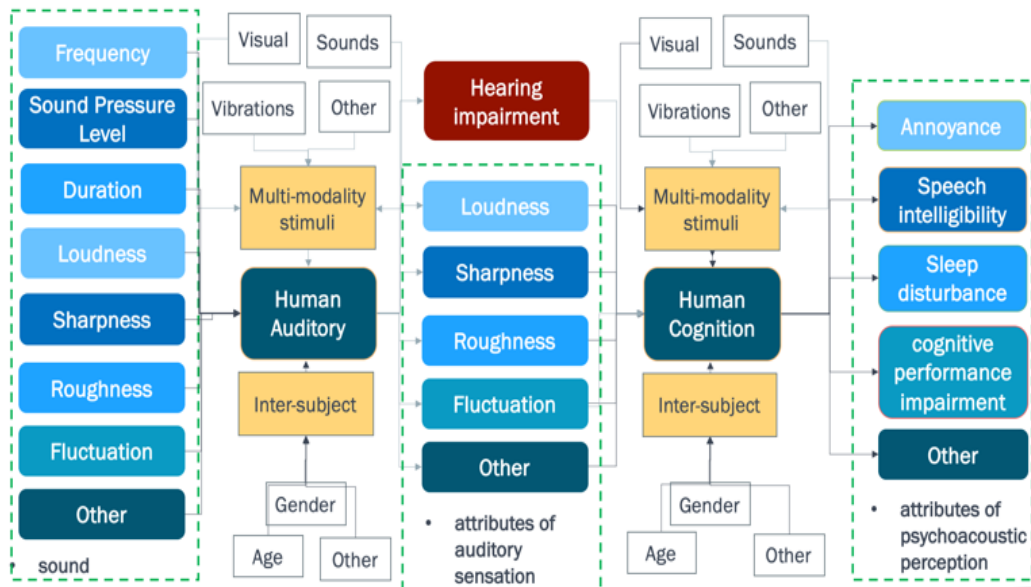 Frequency
Sound Pressure
Level
Duration
Loudness
Sharpness
Roughness
Fluctuation
Other
• sound
Visual
Sounds
Vibrations
Other
Multi-modality
stimuli
Human
Auditory
Inter-subject
Gender
Age
Other
Hearing
impairment
Loudness
Sharpness
Roughness
Fluctuation
Other
• attributes of
auditory
sensation
Visual
Sounds
Vibrations
Other
Multi-modality
stimuli
Human
Cognition
Inter-subject
Gender
Age
Other
Annoyance
Speech
intelligibility
Sleep
disturbance
cognitive
performance
impairment
Other
• attributes of
psychoacoustic
perception